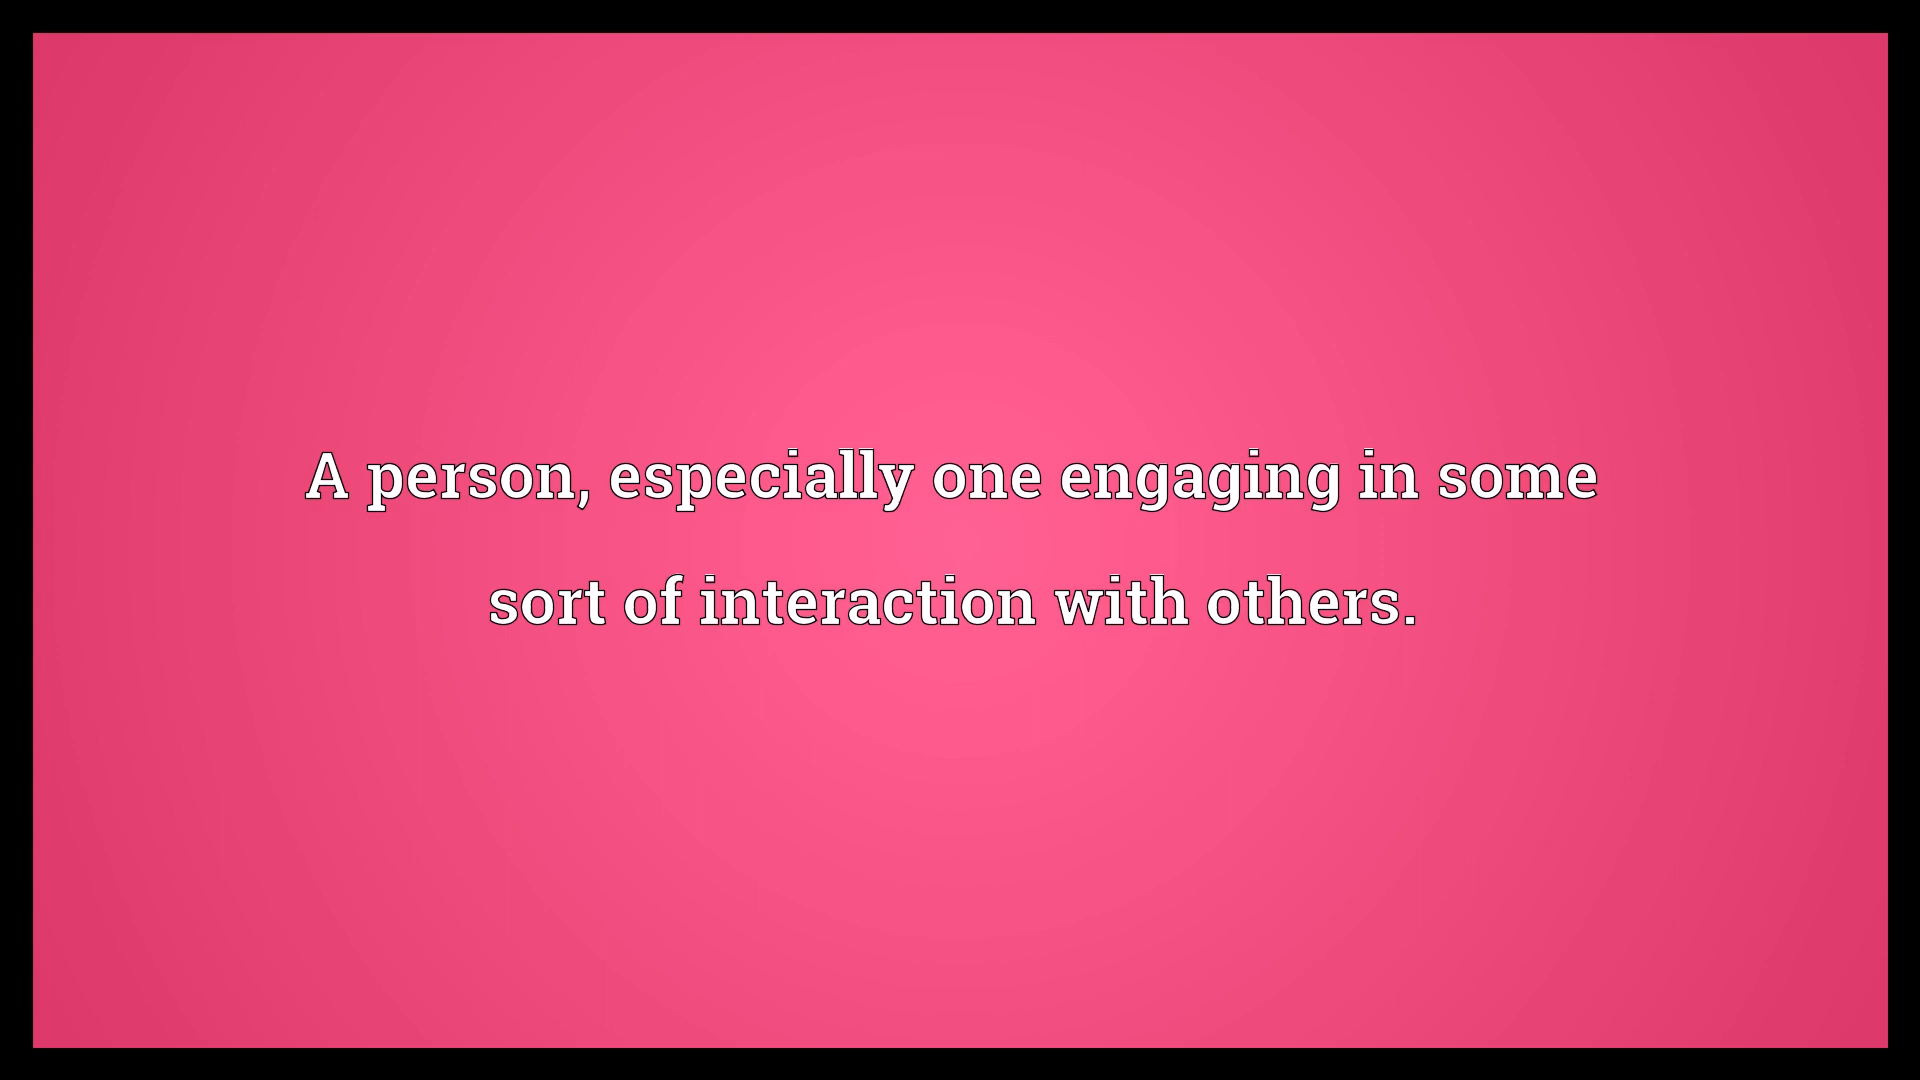 A person, especially one engaging in some
sort of interaction with others.